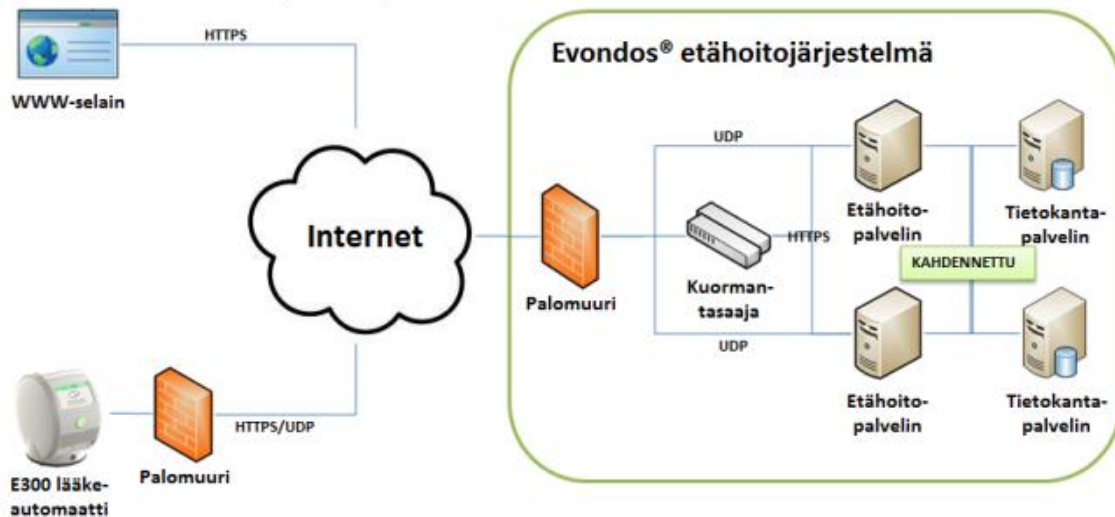 HTTPS
WWW-selain
Internet
E300 lääke-
automaatti
Palomuuri
HTTPS/UDP
Evondos® etähoitojärjestelmä
Palomuuri
UDP
Kuorman-
tasaaja
HTTPS
UDP
Etähoito-
palvelin
Tietokanta-
palvelin
KAHDENNETTU
Etähoito-
palvelin
Tietokanta-
palvelin